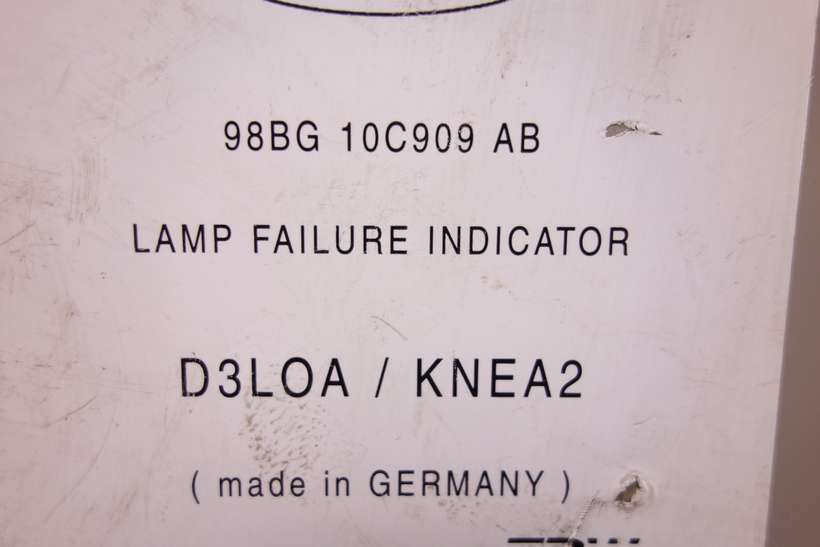 98BG 10C909 AB
LAMP FAILURE INDICATOR
D3LOA / KNEA2
( made in GERMANY )